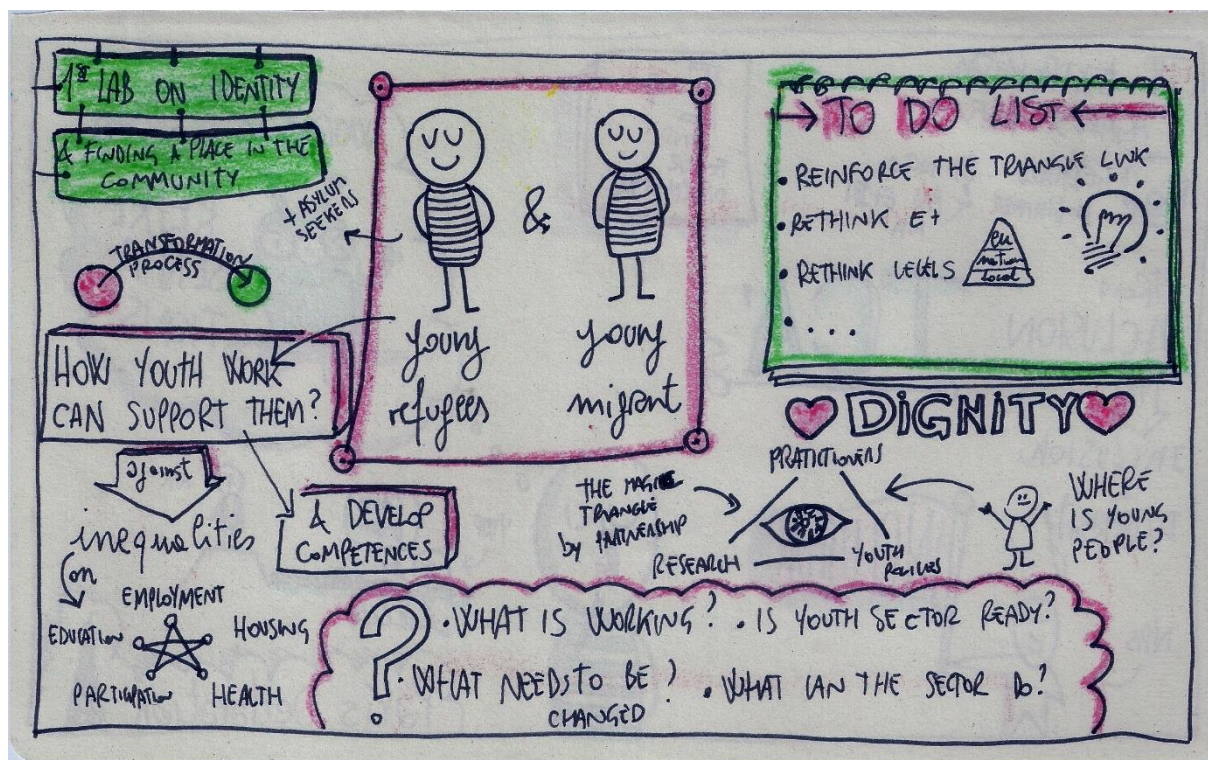 1st LAB ON IDENTITY
& FINDING A PLACE IN THE
COMMUNITY
TRANSFORMATION
PROCESS
HOW YOUTH WORK
CAN SUPPORT THEM?
against
inequalities
on
EMPLOYMENT
EDUCATION
HOUSING
PARTICIPATION
HEALTH
& DEVELOP
COMPETENCES
+ ASYLUM
SEEKERS
&
young
refugees
young
migrant
→ TO DO LIST ←
• REINFORCE THE TRIANGLE LINK
• RETHINK E+
• RETHINK LEVELS
eu
nation
local
• ...
DIGNITY
THE MAGIC
TRIANGLE
by PARTNERSHIP
PRATICTIONERS
RESEARCH
YOUTH
POLICIES
WHERE
IS YOUNG
PEOPLE?
?
• WHAT IS WORKING? • IS YOUTH SECTOR READY?
• WHAT NEEDS TO BE ?
CHANGED
• WHAT CAN THE SECTOR DO?